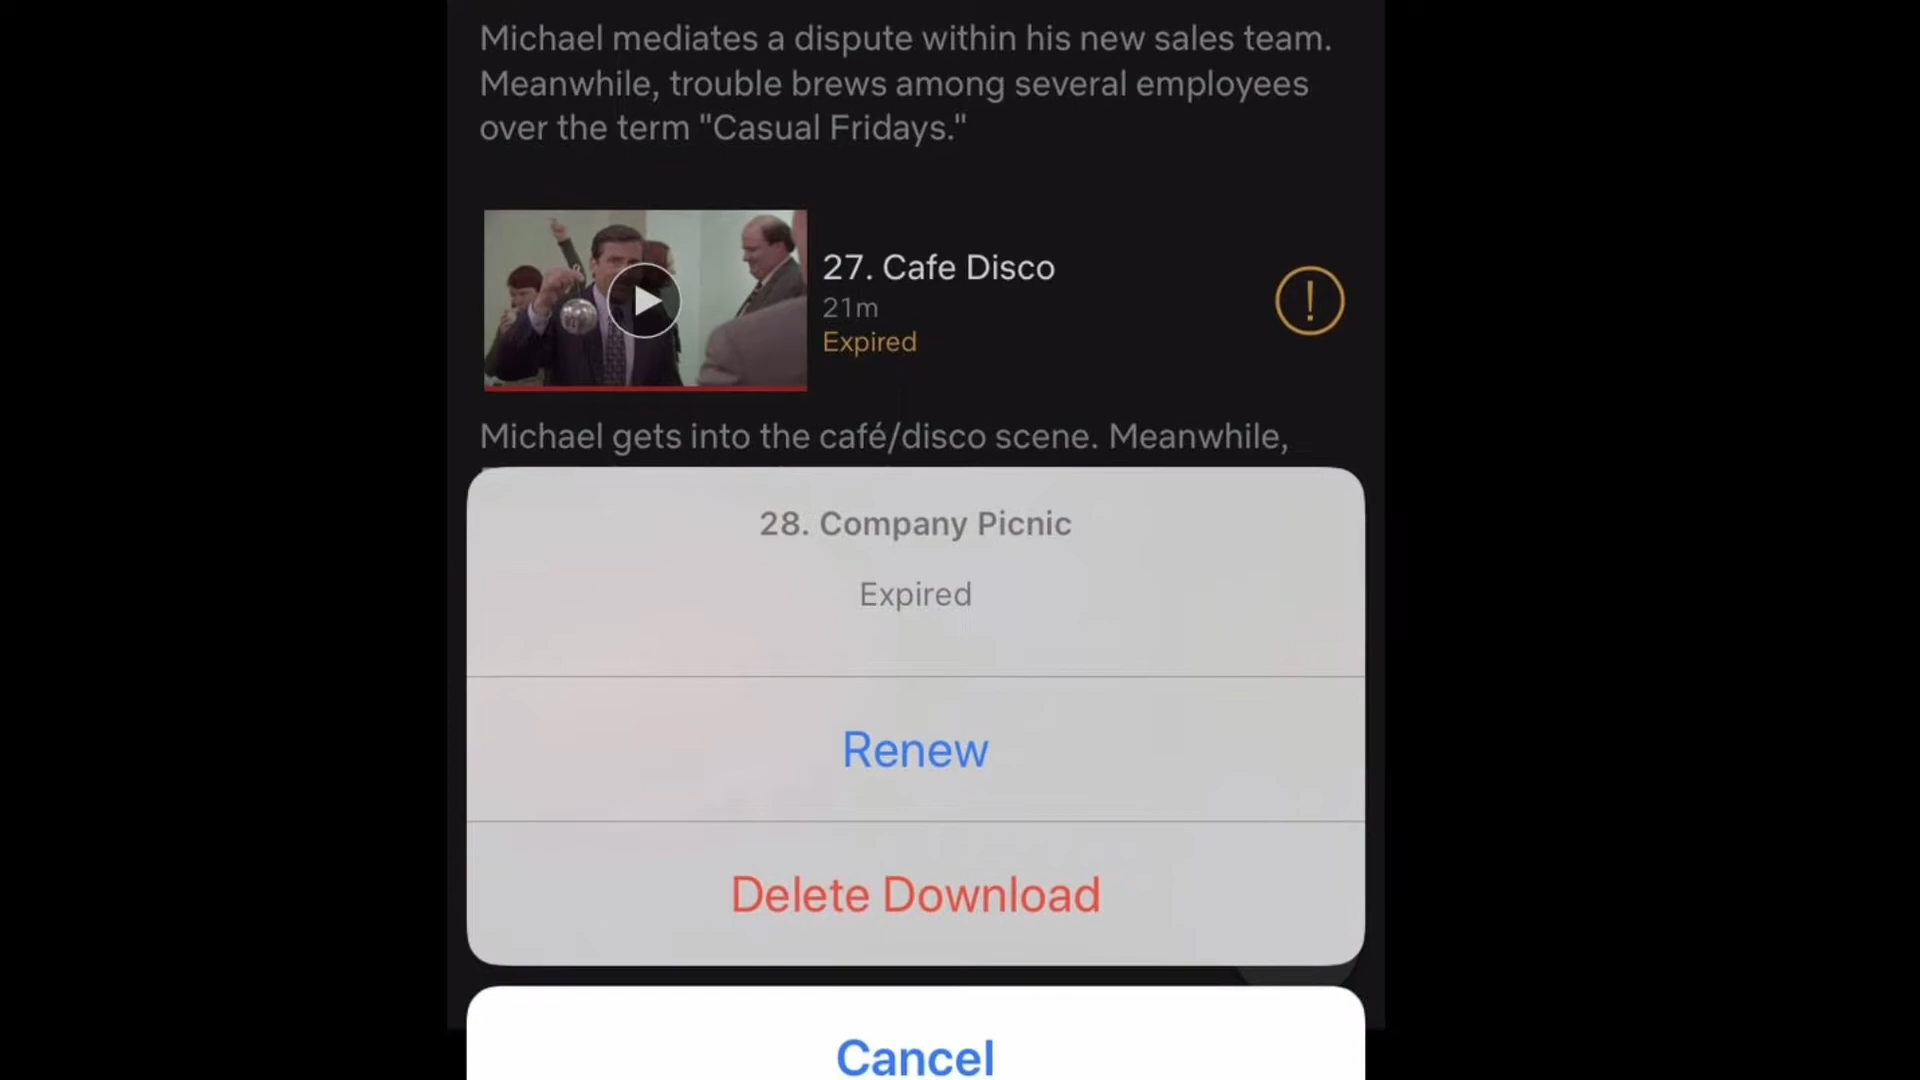 Michael mediates a dispute within his new sales team.
Meanwhile, trouble brews among several employees
over the term "Casual Fridays."
27. Cafe Disco
21m
Expired
Michael gets into the café/disco scene. Meanwhile,
28. Company Picnic
Expired
Renew
Delete Download
Cancel